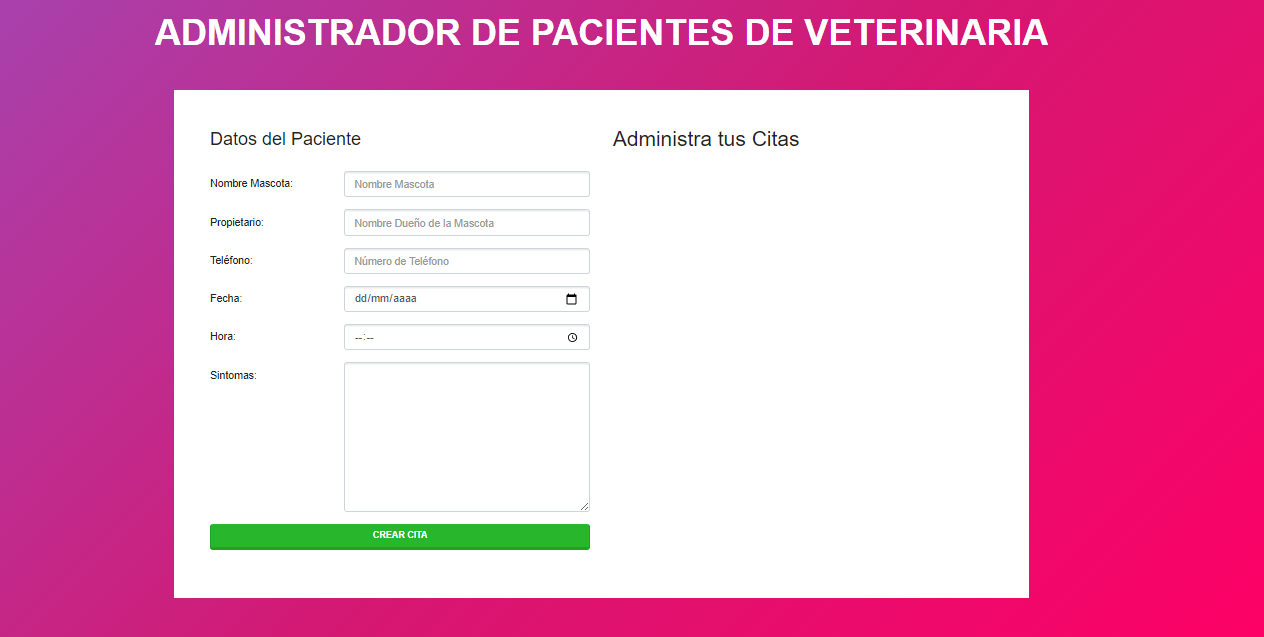 ADMINISTRADOR DE PACIENTES DE VETERINARIA
Datos del Paciente
Nombre Mascota:
Nombre Mascota
Propietario:
Nombre Dueño de la Mascota
Teléfono:
Número de Teléfono
Fecha:
dd/mm/aaaa
Hora:
--:--
Sintomas:
CREAR CITA
Administra tus Citas